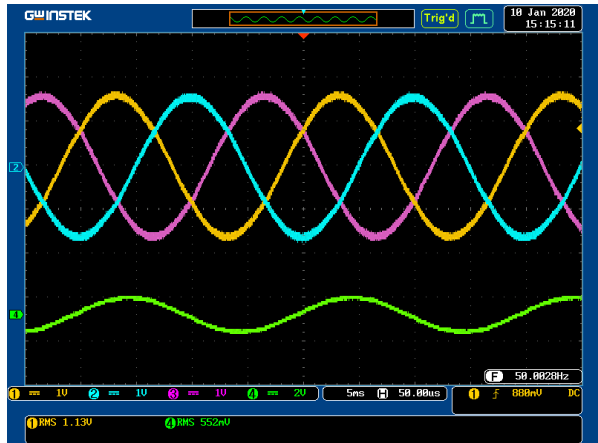 GWINSTEK
Trig'd
10 Jan 2020
15:15:11
2
4
F 50.0028Hz
1 1V 2 1V 3 1V 4 2V 5ms H 50.00us 1 880mV DC
1 RMS 1.13V 4 RMS 552mV